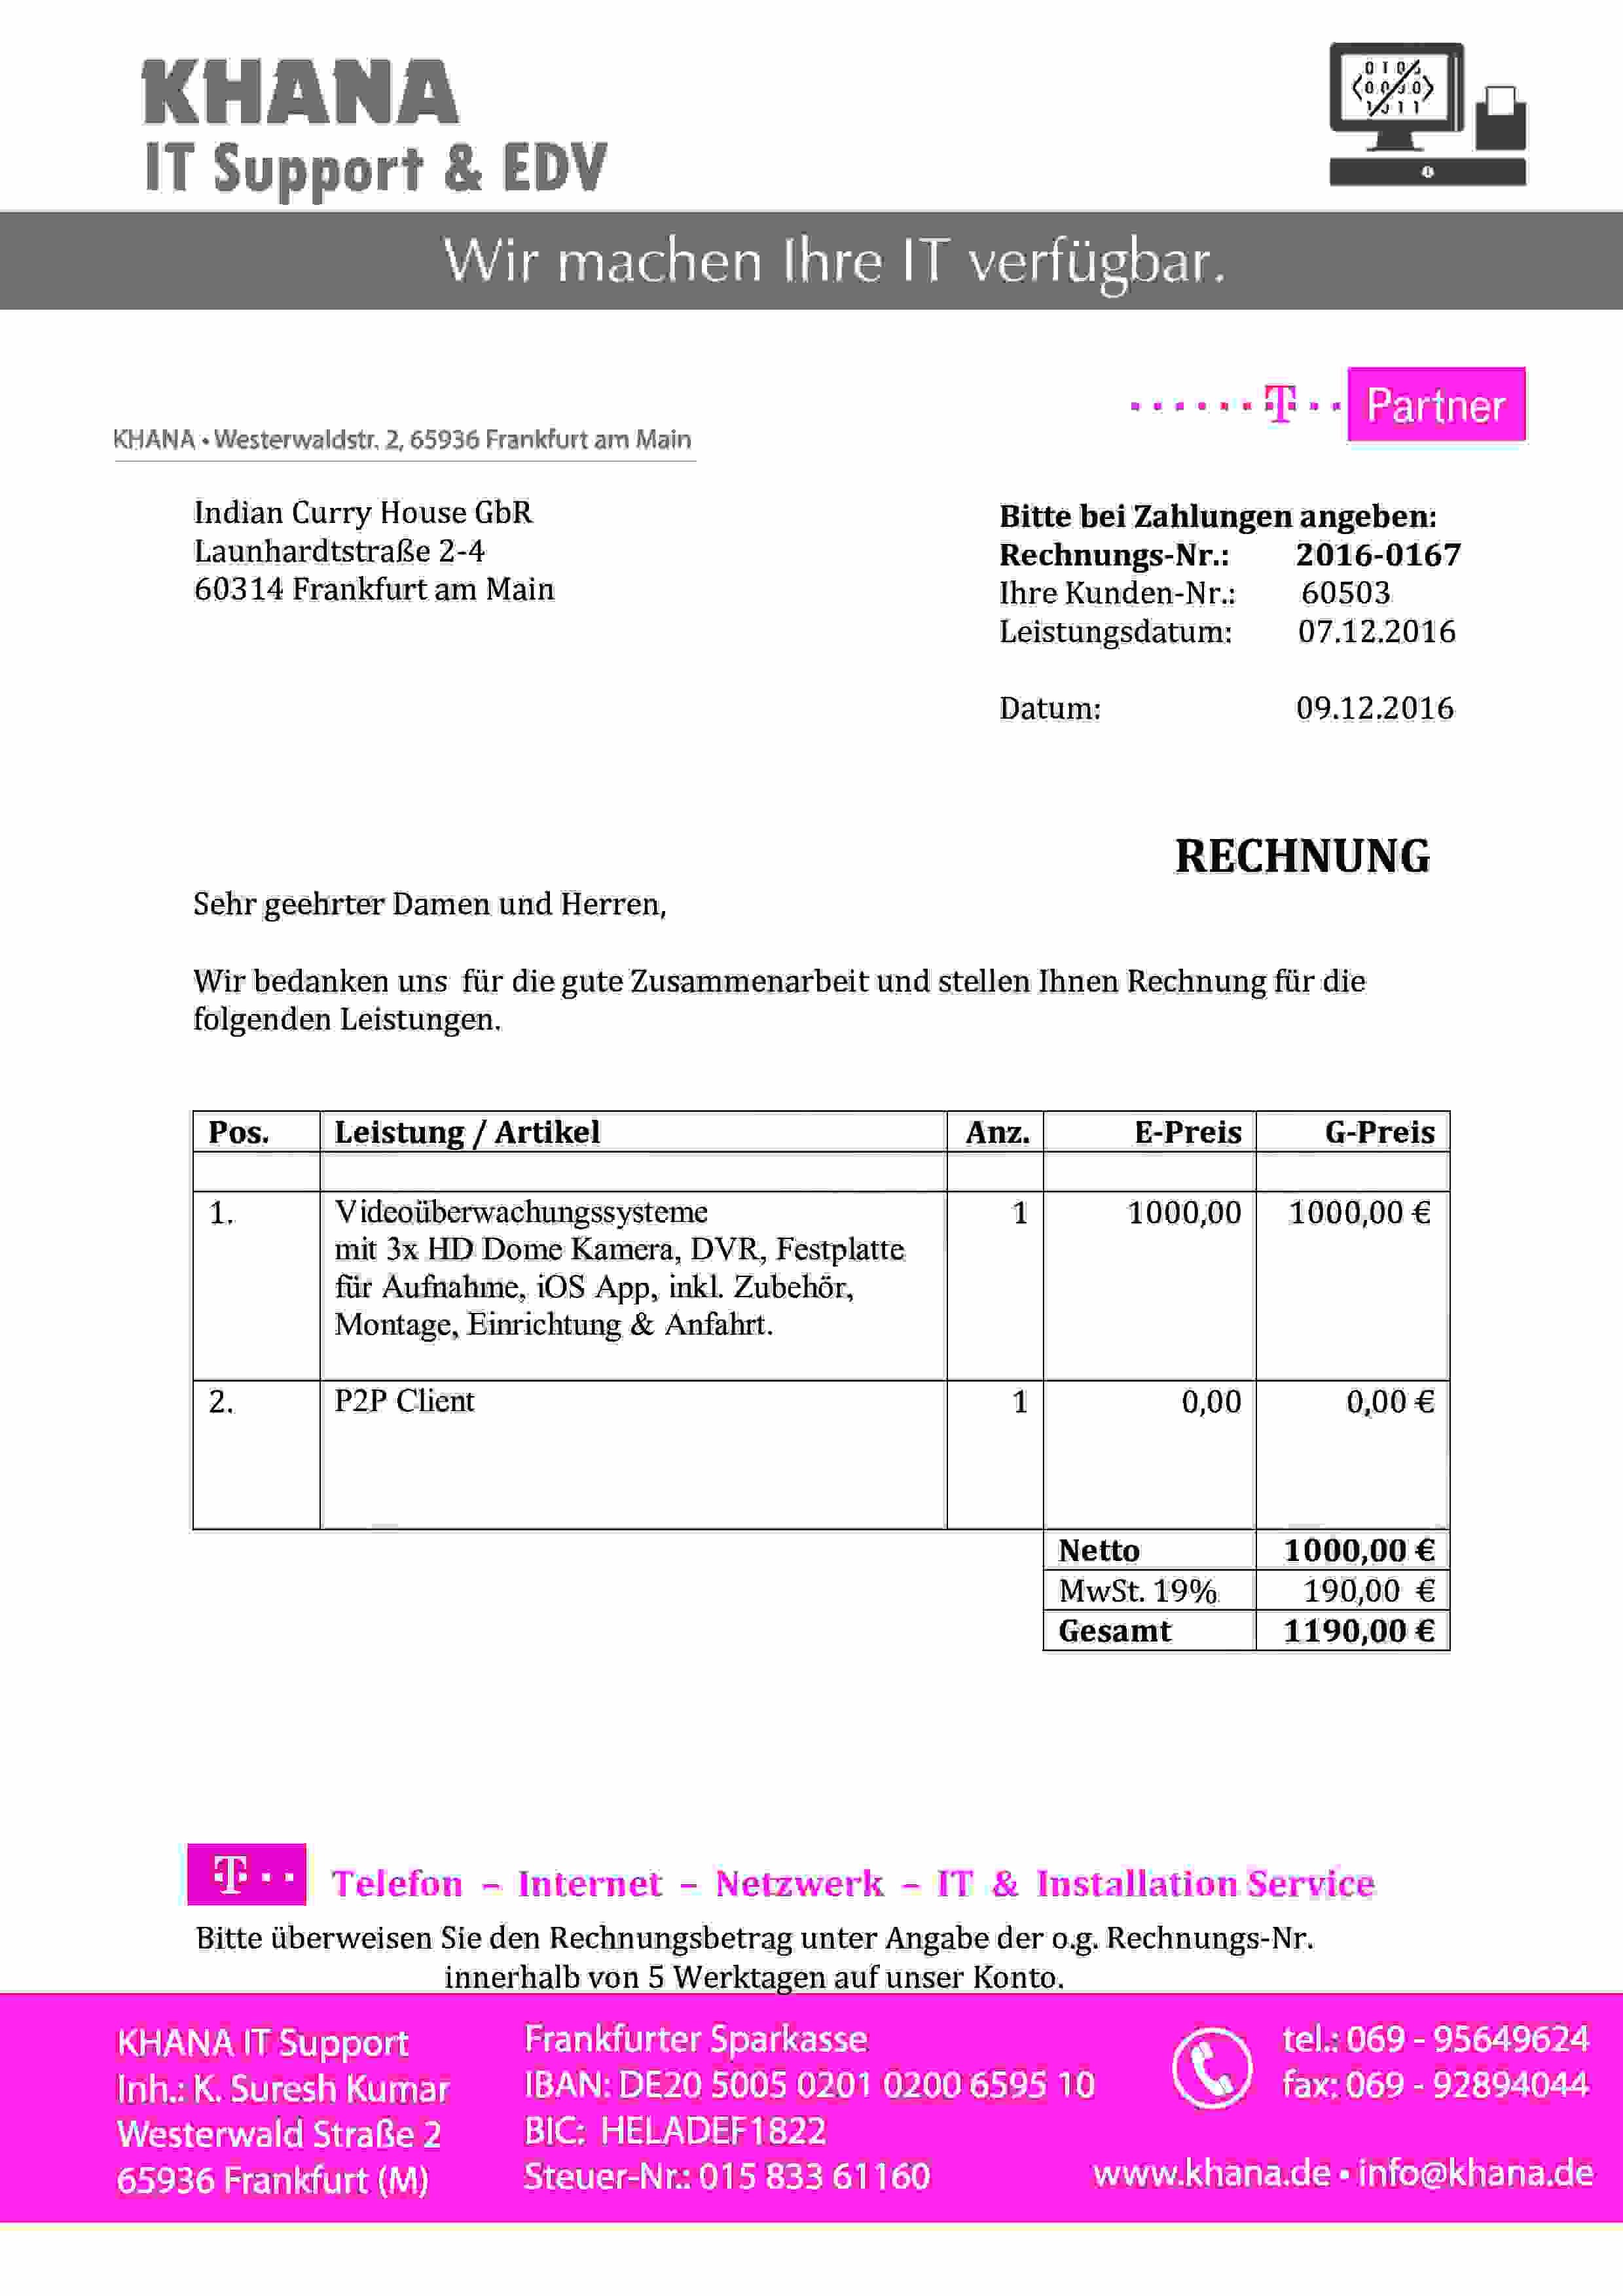 KHANA
IT Support & EDV
Wir machen Ihre IT verfügbar.
T Partner
KHANA • Westerwaldstr. 2, 65936 Frankfurt am Main
Indian Curry House GbR
Launhardtstraße 2-4
60314 Frankfurt am Main
Bitte bei Zahlungen angeben:
Rechnungs-Nr.: 2016-0167
Ihre Kunden-Nr.: 60503
Leistungsdatum: 07.12.2016
Datum: 09.12.2016
RECHNUNG
Sehr geehrter Damen und Herren,
Wir bedanken uns für die gute Zusammenarbeit und stellen Ihnen Rechnung für die
folgenden Leistungen.
Pos. Leistung / Artikel Anz. E-Preis G-Preis
1. Videoüberwachungssysteme 1 1000,00 1000,00 €
mit 3x HD Dome Kamera, DVR, Festplatte
für Aufnahme, iOS App, inkl. Zubehör,
Montage, Einrichtung & Anfahrt.
2. P2P Client 1 0,00 0,00 €
Netto 1000,00 €
MwSt. 19% 190,00 €
Gesamt 1190,00 €
T Telefon – Internet – Netzwerk – IT & Installation Service
Bitte überweisen Sie den Rechnungsbetrag unter Angabe der o.g. Rechnungs-Nr.
innerhalb von 5 Werktagen auf unser Konto.
KHANA IT Support
Inh.: K. Suresh Kumar
Westerwald Straße 2
65936 Frankfurt (M)
Frankfurter Sparkasse
IBAN: DE20 5005 0201 0200 6595 10
BIC: HELADEF1822
Steuer-Nr.: 015 833 61160
tel.: 069 - 95649624
fax: 069 - 92894044
www.khana.de • info@khana.de